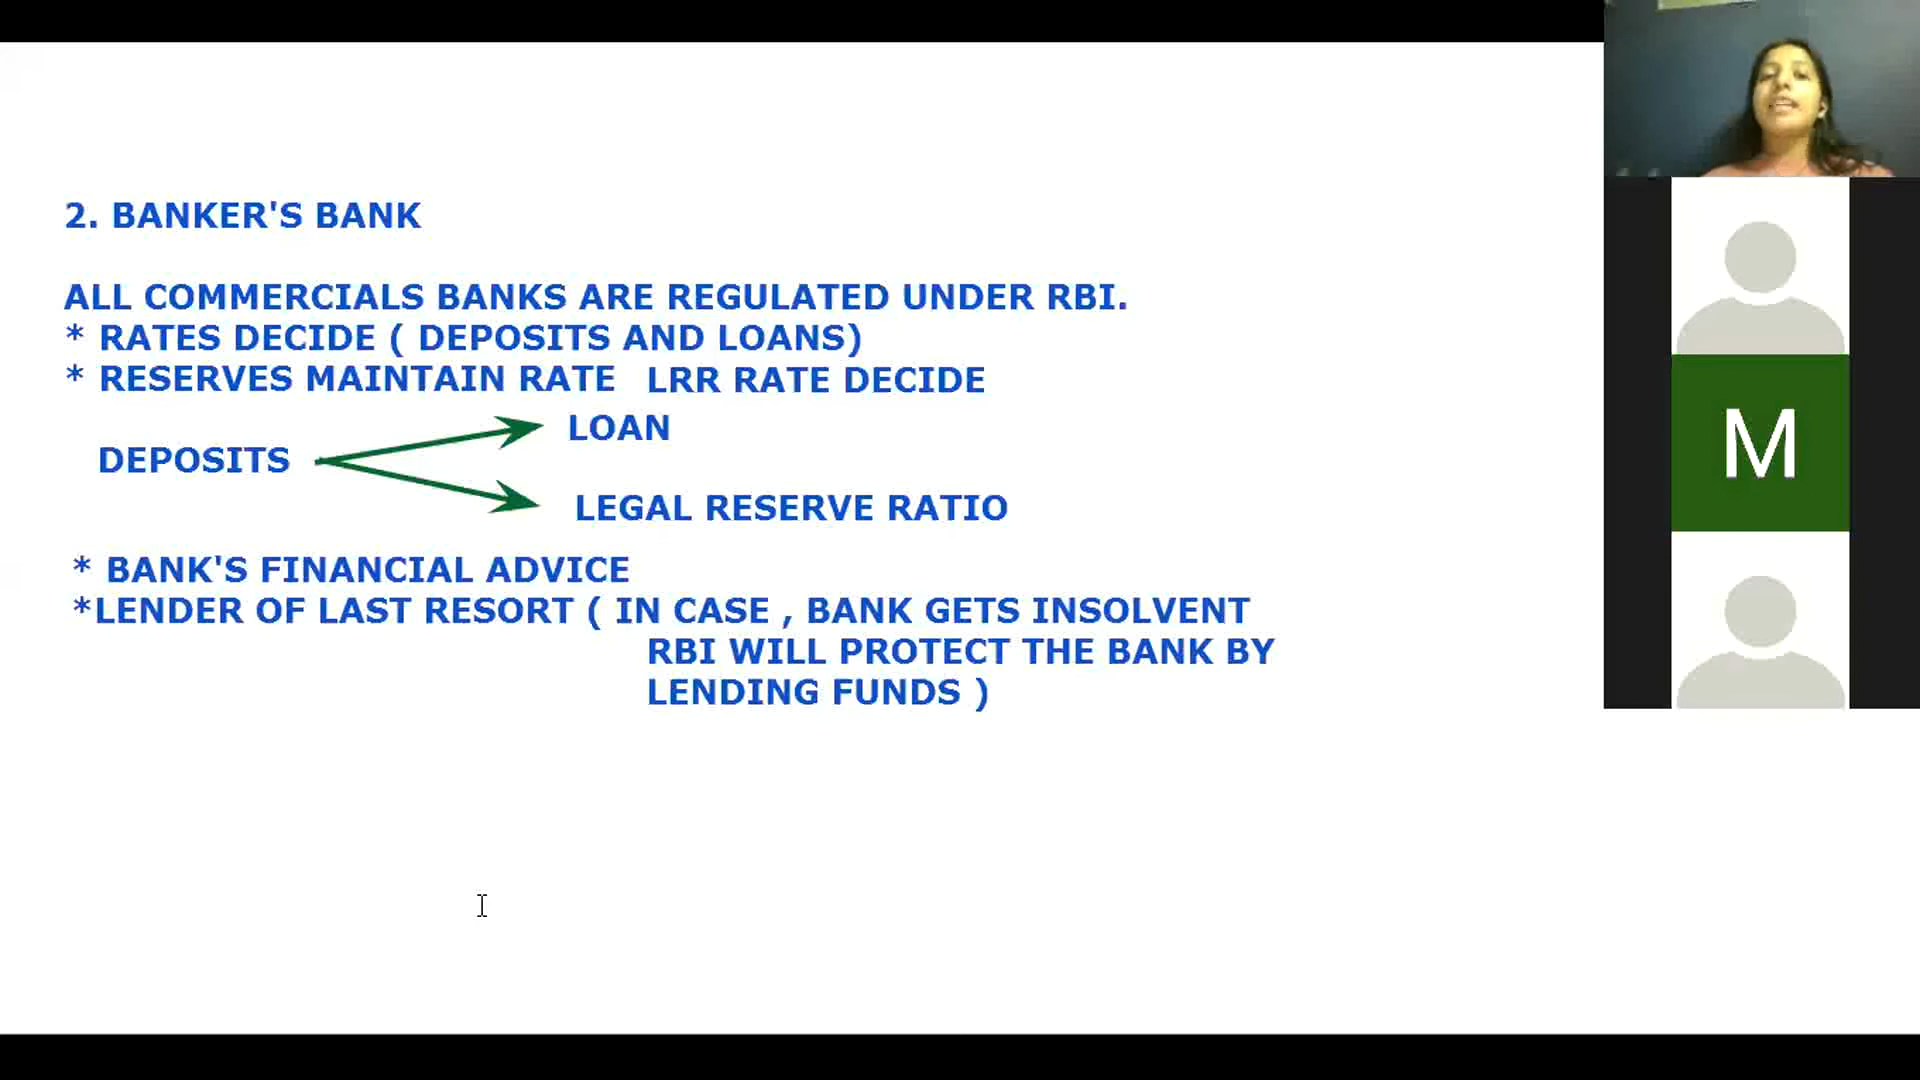 2. BANKER'S BANK
ALL COMMERCIALS BANKS ARE REGULATED UNDER RBI.
* RATES DECIDE ( DEPOSITS AND LOANS)
* RESERVES MAINTAIN RATE LRR RATE DECIDE
LOAN
DEPOSITS
LEGAL RESERVE RATIO
* BANK'S FINANCIAL ADVICE
*LENDER OF LAST RESORT ( IN CASE , BANK GETS INSOLVENT
RBI WILL PROTECT THE BANK BY
LENDING FUNDS )
M